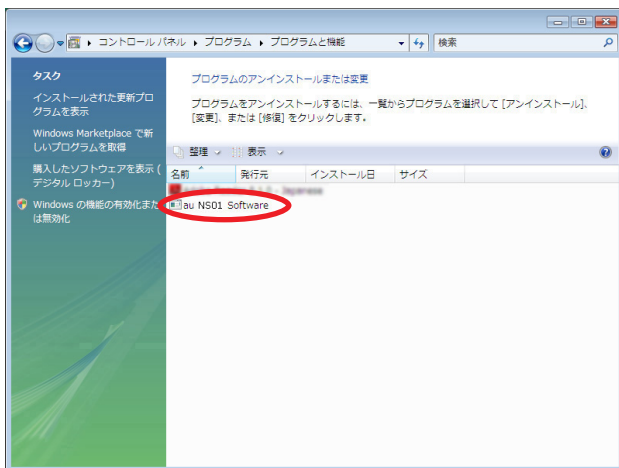 コントロール パネル ▸ プログラム ▸ プログラムと機能
検索
タスク
インストールされた更新プロ
グラムを表示
Windows Marketplace で新
しいプログラムを取得
購入したソフトウェアを表示 (
デジタル ロッカー)
Windows の機能の有効化また
は無効化
プログラムのアンインストールまたは変更
プログラムをアンインストールするには、一覧からプログラムを選択して [アンインストール]、
[変更]、または [修復] をクリックします。
整理 表示
名前 発行元 インストール日 サイズ
au NS01 Software